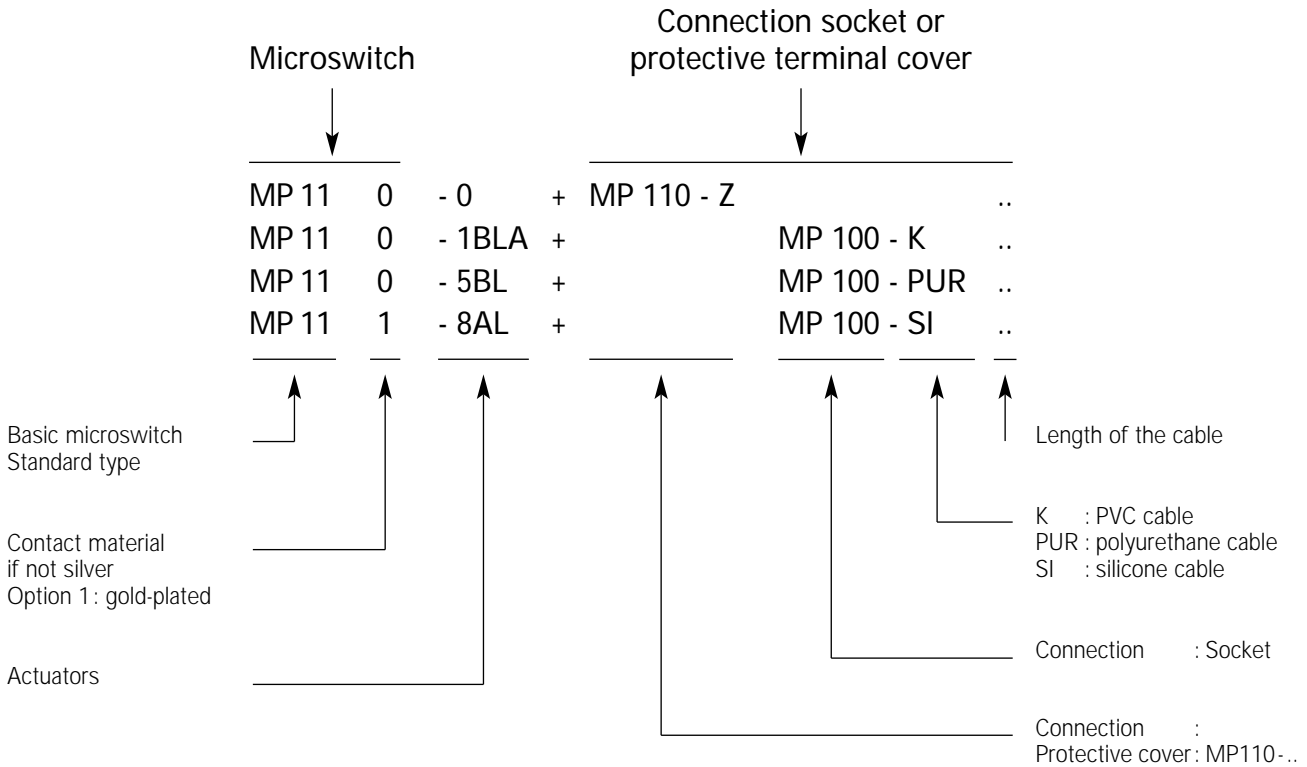 Connection socket or
Microswitch protective terminal cover
MP 11 0 - 0 + MP 110 - Z ..
MP 11 0 - 1BLA + MP 100 - K ..
MP 11 0 - 5BL + MP 100 - PUR ..
MP 11 1 - 8AL + MP 100 - SI ..
Basic microswitch
Standard type
Length of the cable
Contact material
if not silver
Option 1 : gold-plated
K : PVC cable
PUR : polyurethane cable
SI : silicone cable
Actuators
Connection : Socket
Connection :
Protective cover : MP110-..